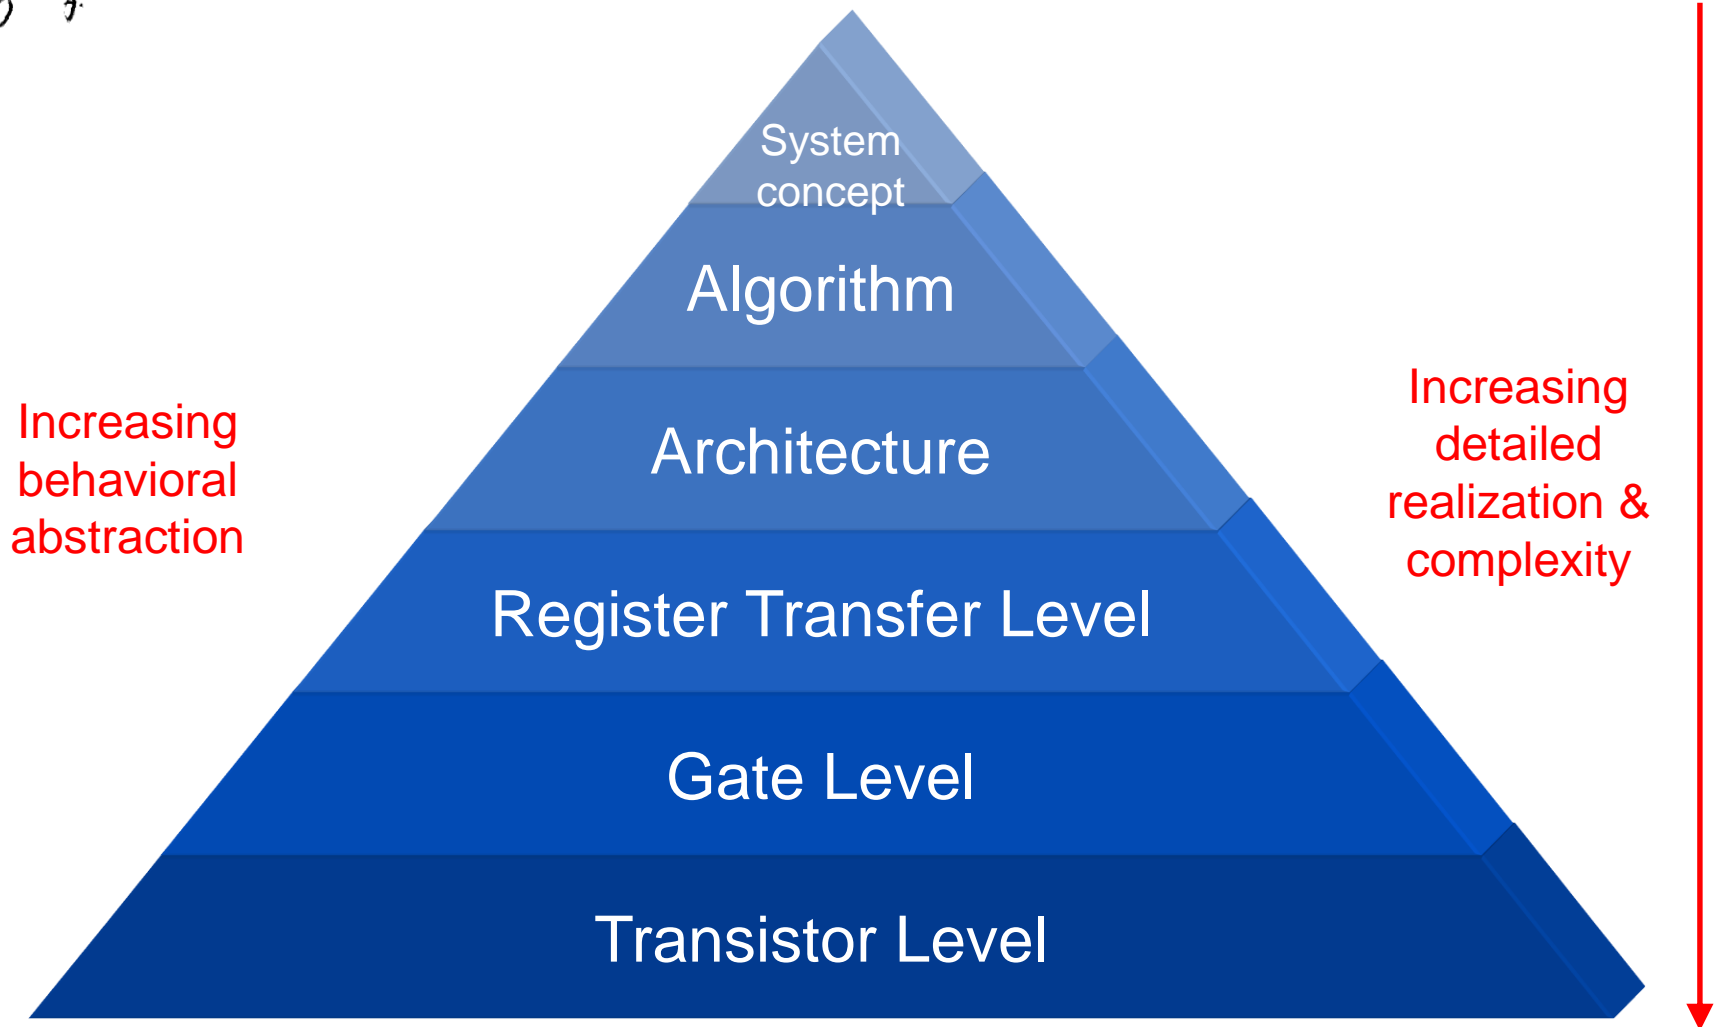 System
concept
Algorithm
Architecture
Register Transfer Level
Gate Level
Transistor Level
Increasing
behavioral
abstraction
Increasing
detailed
realization &
complexity